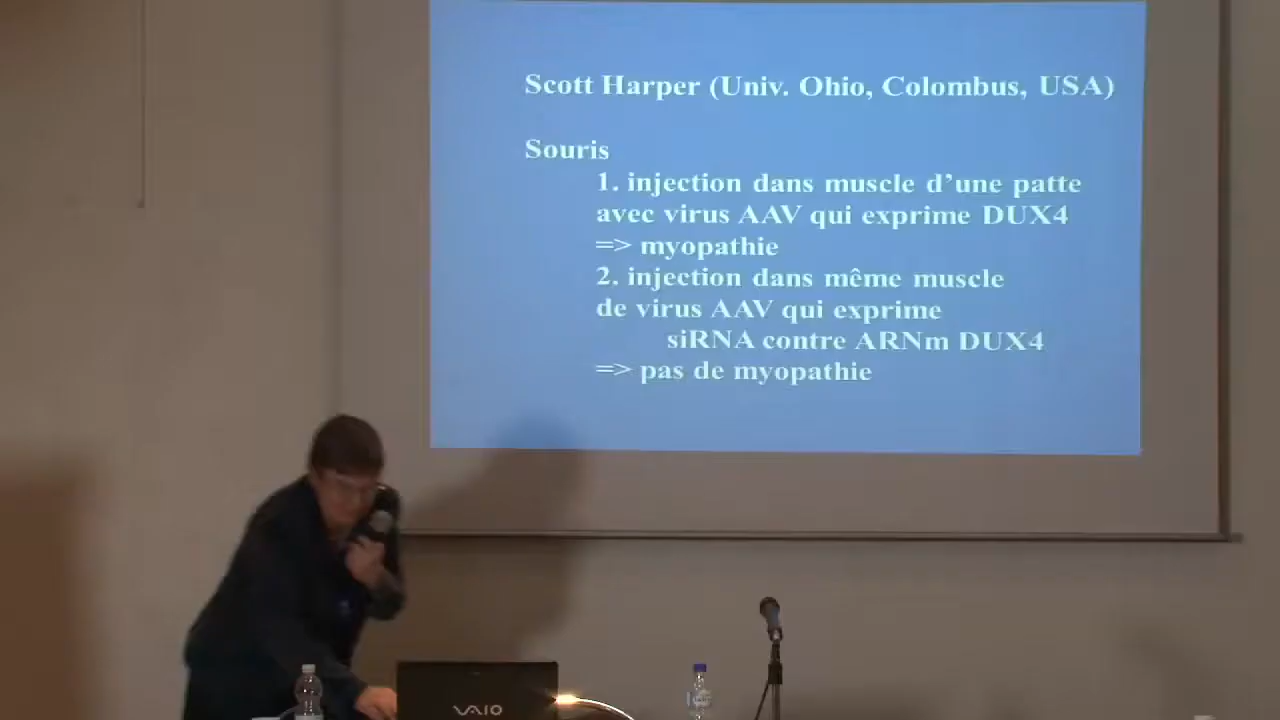 Scott Harper (Univ. Ohio, Colombus, USA)
Souris
1. injection dans muscle d'une patte
avec virus AAV qui exprime DUX4
=> myopathie
2. injection dans même muscle
de virus AAV qui exprime
siRNA contre ARNm DUX4
=> pas de myopathie
VAIO